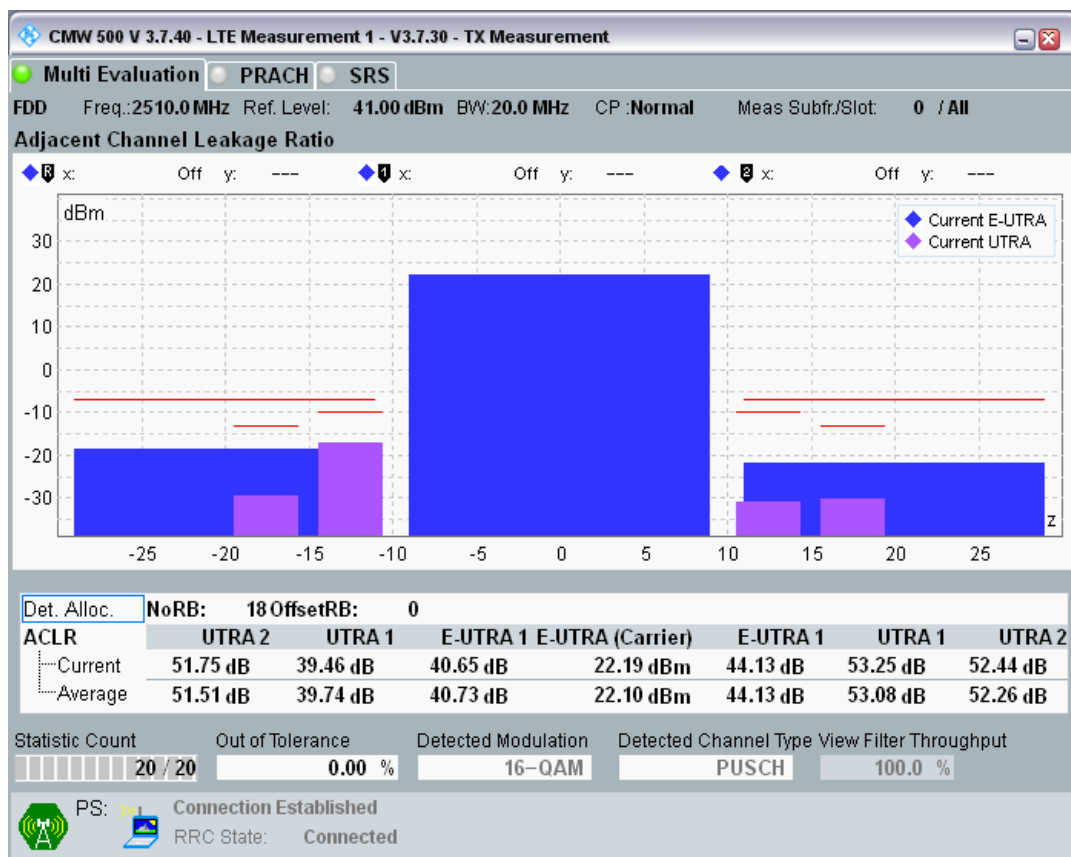 CMW 500 V 3.7.40 - LTE Measurement 1 - V3.7.30 - TX Measurement
Multi Evaluation PRACH SRS
FDD Freq.:2510.0 MHz Ref. Level: 41.00 dBm BW:20.0 MHz CP :Normal Meas Subfr./Slot: 0 / All
Adjacent Channel Leakage Ratio
R x: Off y: --- 1 x: Off y: --- 2 x: Off y: ---
dBm
Current E-UTRA
Current UTRA
30
20
10
0
-10
-20
-30
z
-25 -20 -15 -10 -5 0 5 10 15 20 25
Det. Alloc. NoRB: 18 OffsetRB: 0
ACLR UTRA 2 UTRA 1 E-UTRA 1 E-UTRA (Carrier) E-UTRA 1 UTRA 1 UTRA 2
Current 51.75 dB 39.46 dB 40.65 dB 22.19 dBm 44.13 dB 53.25 dB 52.44 dB
Average 51.51 dB 39.74 dB 40.73 dB 22.10 dBm 44.13 dB 53.08 dB 52.26 dB
Statistic Count Out of Tolerance Detected Modulation Detected Channel Type View Filter Throughput
20 / 20 0.00 % 16-QAM PUSCH 100.0 %
PS: Connection Established
RRC State: Connected